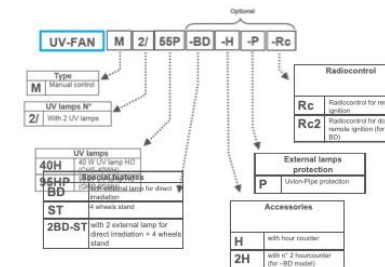 Optional
UV-FAN M 2/ 55P -BD -H -P -Rc
Type
M Manual control
UV lamps N°
2/ With 2 UV lamps
UV lamps
40H 40 W UV lamp HO
95HP
Special features
BD with external lamp for direct
irradiation
ST 4 wheels stand
2BD-ST with 2 external lamp for
direct irradiation + 4 wheels
stand
Radiocontrol
Rc Radiocontrol for
ignition
Rc2 Radiocontrol for
remote ignition (for
BD)
External lamps
protection
P Uvlon-Pipe protection
Accessories
H with hour counter
2H with n° 2 hourcounter
(for -BD model)